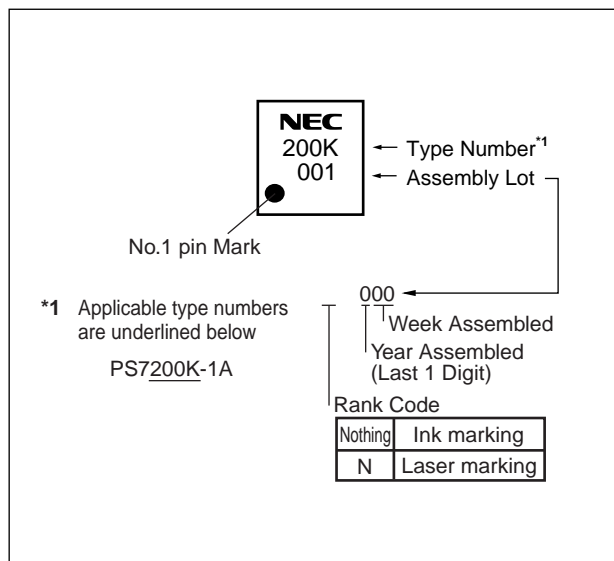 NEC
200K
001
Type Number*1
Assembly Lot
No.1 pin Mark
*1 Applicable type numbers
are underlined below
PS7200K-1A
000
Week Assembled
Year Assembled
(Last 1 Digit)
Rank Code
Nothing Ink marking
N Laser marking